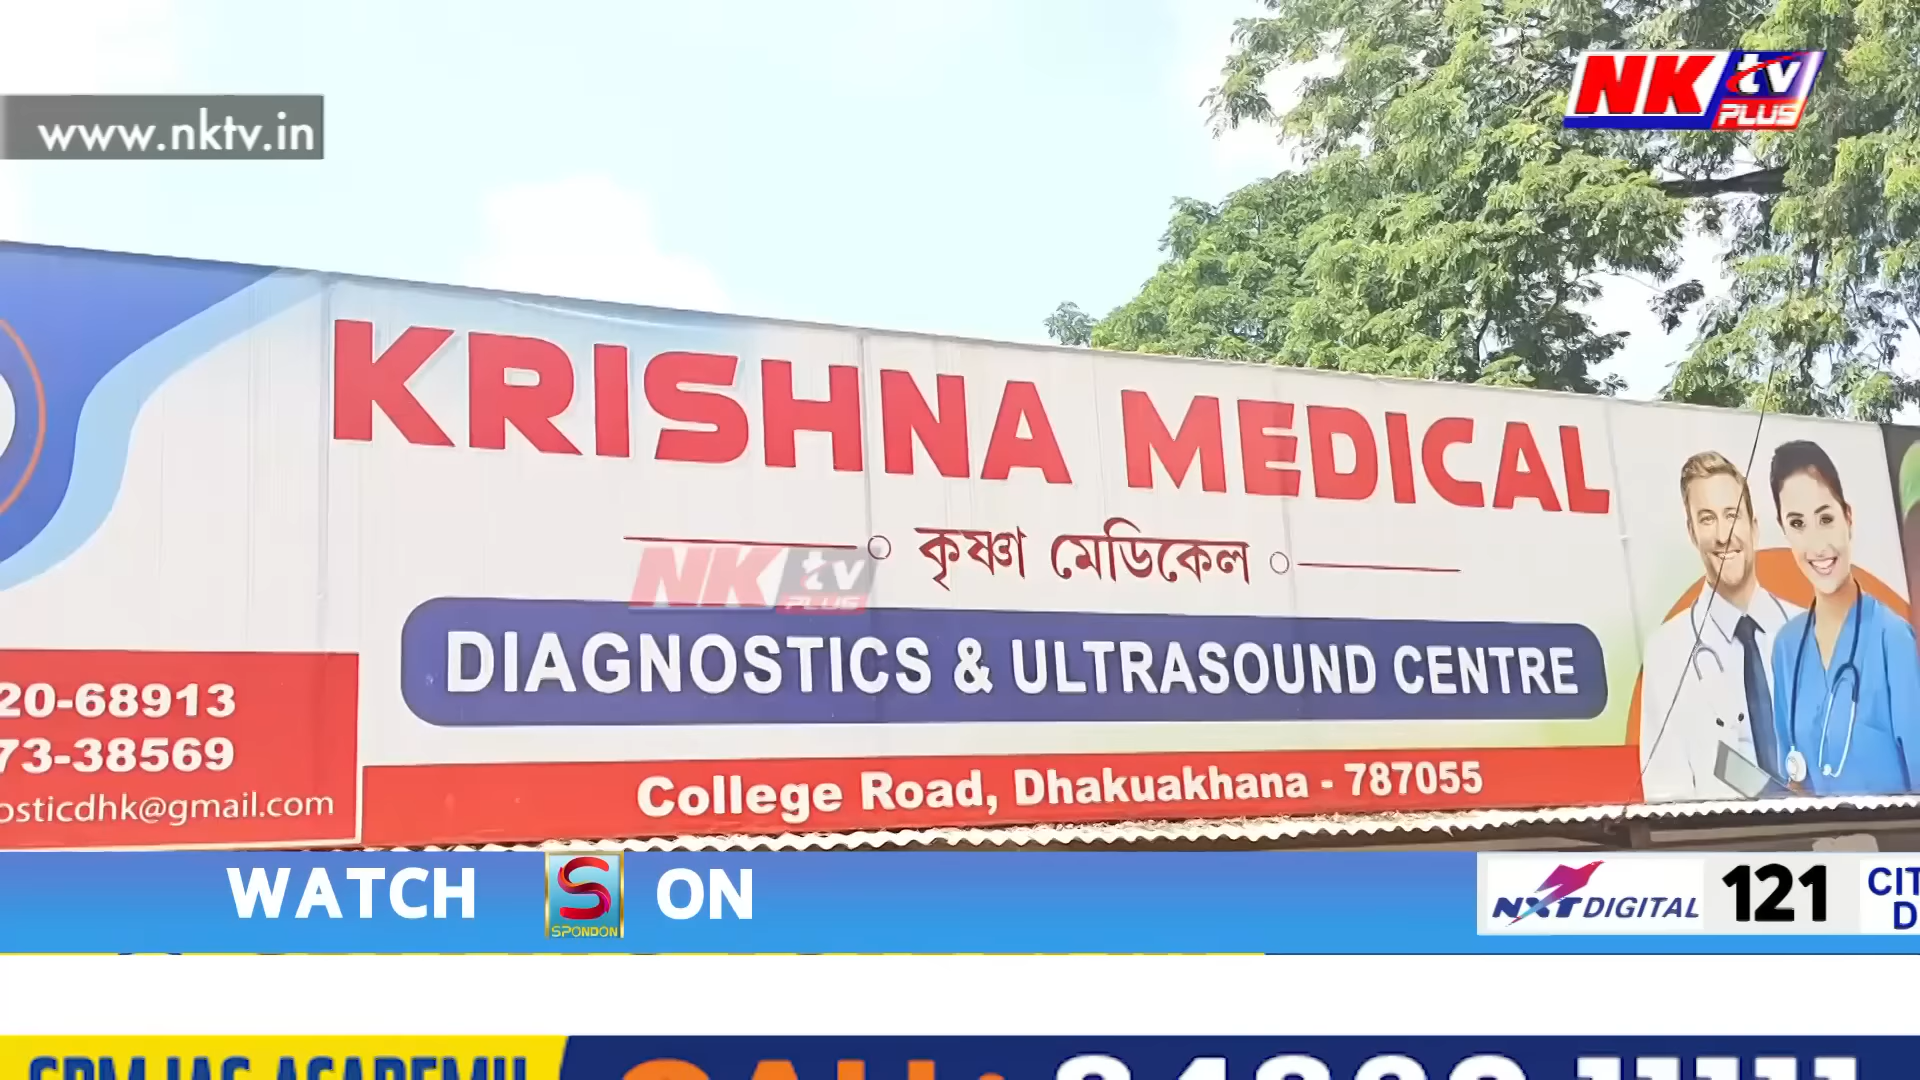 www.nktv.in
NK tv PLUS
KRISHNA MEDICAL
কৃষ্ণা মেডিকেল
NK tv PLUS
DIAGNOSTICS & ULTRASOUND CENTRE
20-68913
73-38569
osticdhk@gmail.com
College Road, Dhakuakhana - 787055
WATCH S SPONDON ON
NXT DIGITAL 121